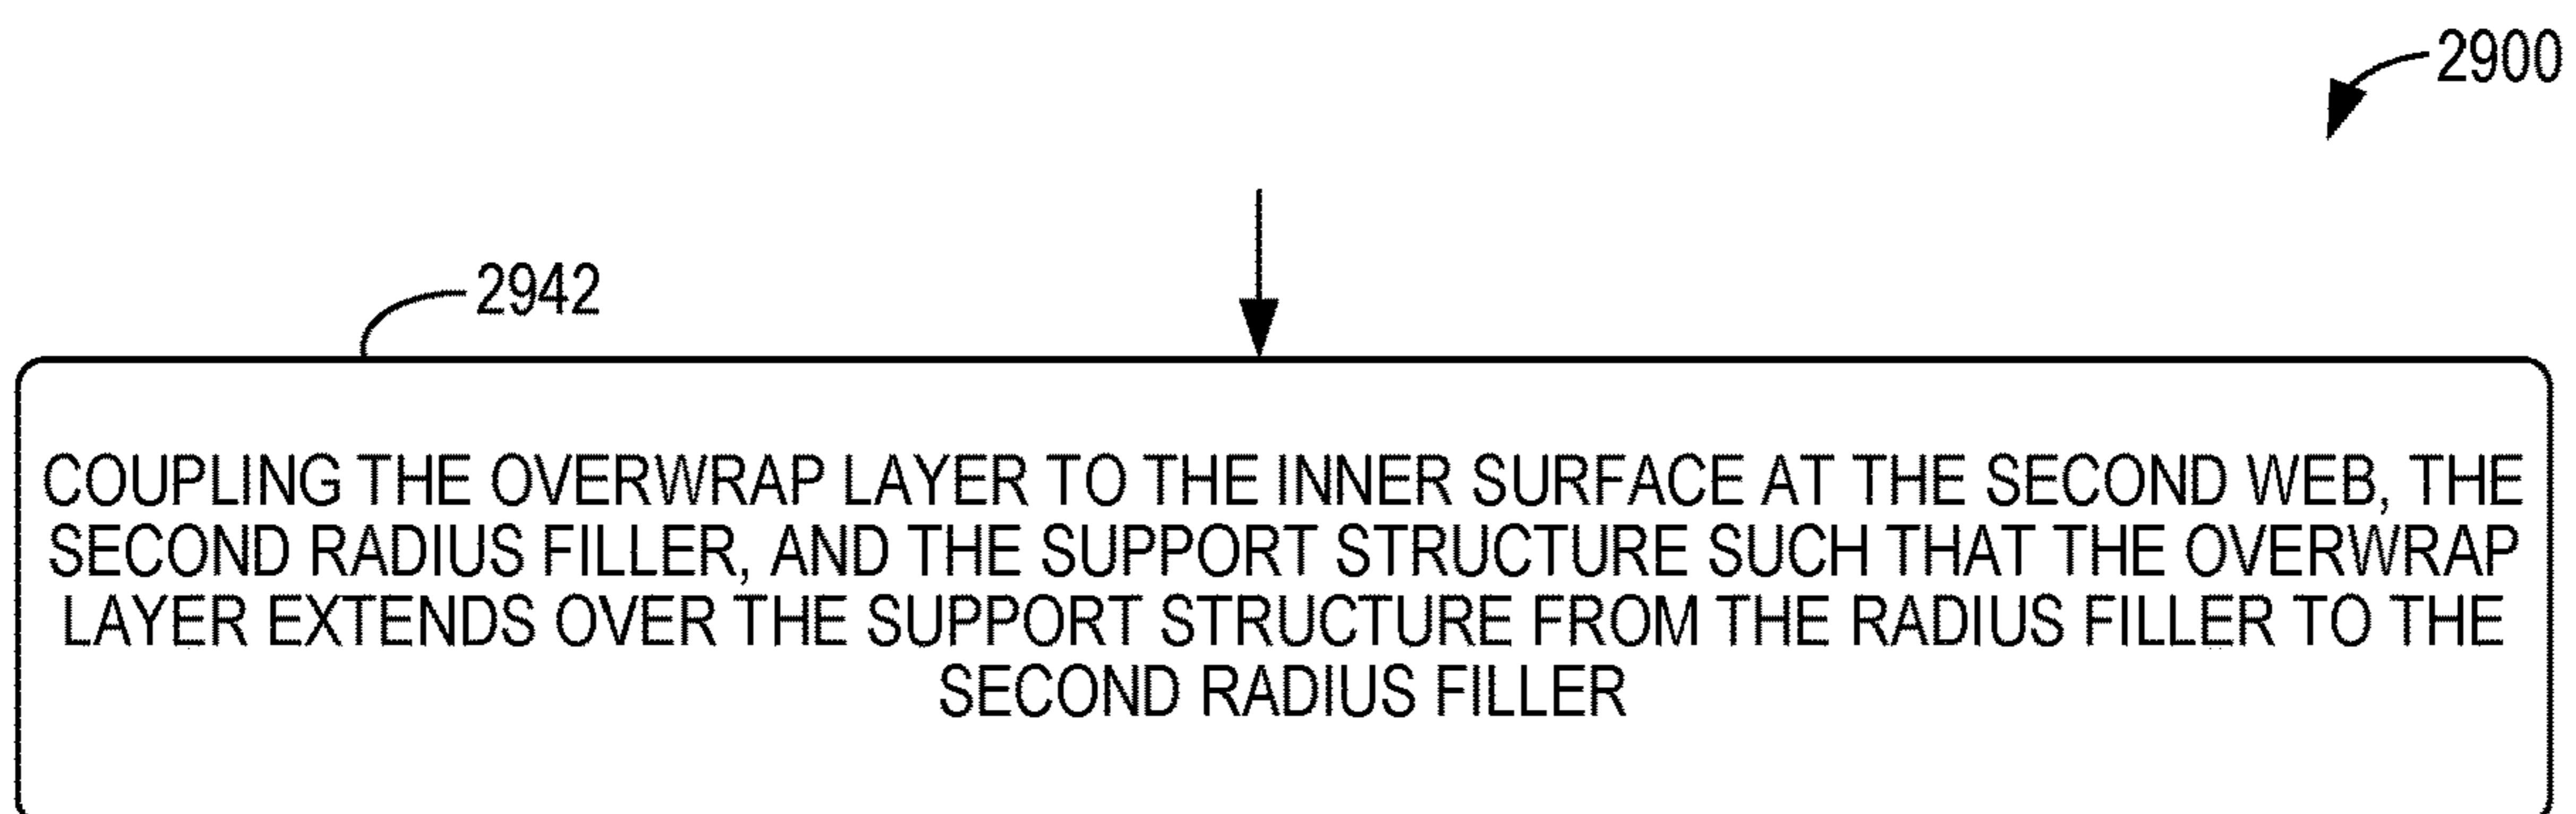 2900
2942
COUPLING THE OVERWRAP LAYER TO THE INNER SURFACE AT THE SECOND WEB, THE
SECOND RADIUS FILLER, AND THE SUPPORT STRUCTURE SUCH THAT THE OVERWRAP
LAYER EXTENDS OVER THE SUPPORT STRUCTURE FROM THE RADIUS FILLER TO THE
SECOND RADIUS FILLER